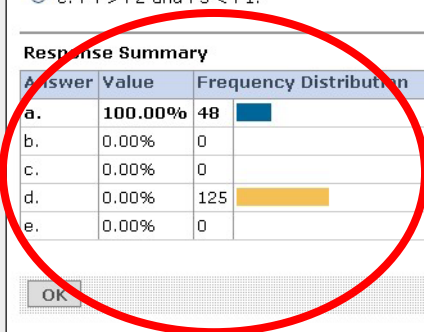 Response Summary
Answer Value Frequency Distribution
a. 100.00% 48
b. 0.00% 0
c. 0.00% 0
d. 0.00% 125
e. 0.00% 0
OK